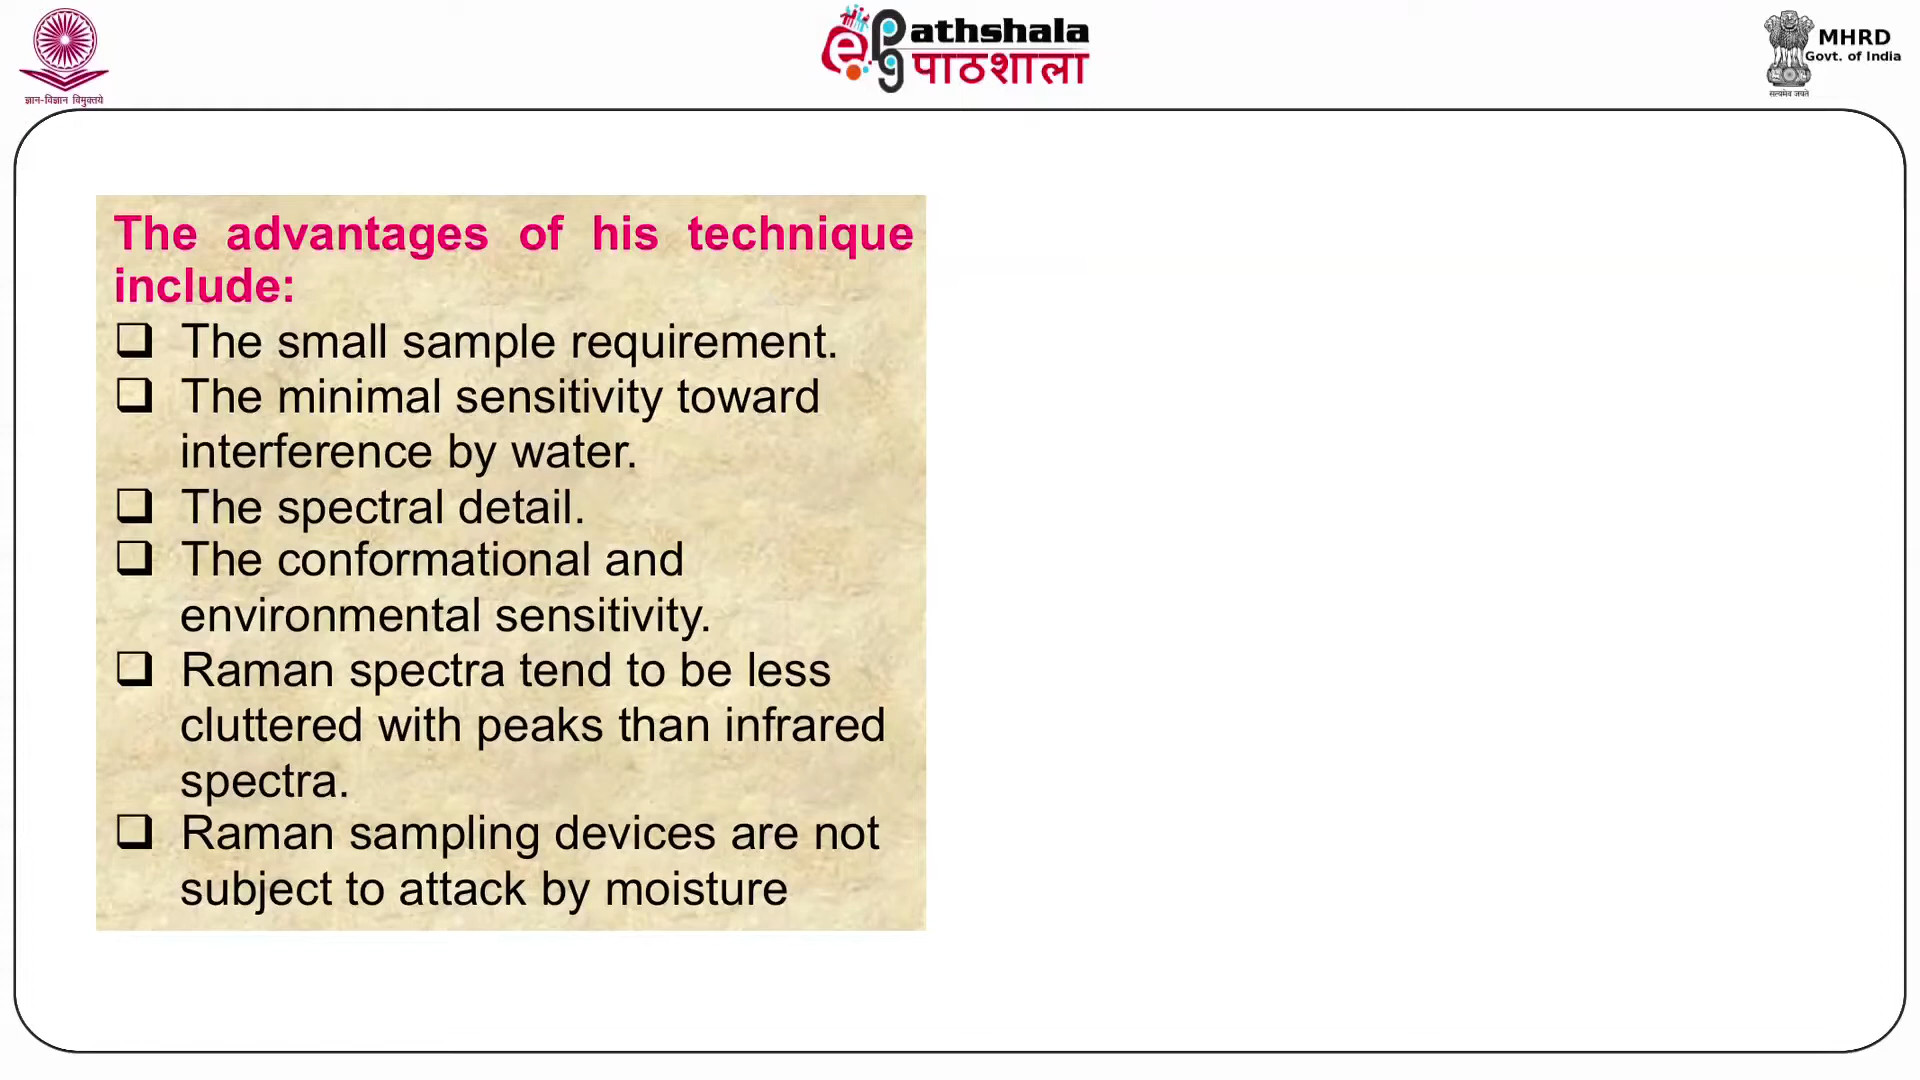 ज्ञान-विज्ञान विमुक्तये
ePG athshala
पाठशाला
MHRD
Govt. of India
सत्यमेव जयते
The advantages of his technique
include:
❑ The small sample requirement.
❑ The minimal sensitivity toward
interference by water.
❑ The spectral detail.
❑ The conformational and
environmental sensitivity.
❑ Raman spectra tend to be less
cluttered with peaks than infrared
spectra.
❑ Raman sampling devices are not
subject to attack by moisture